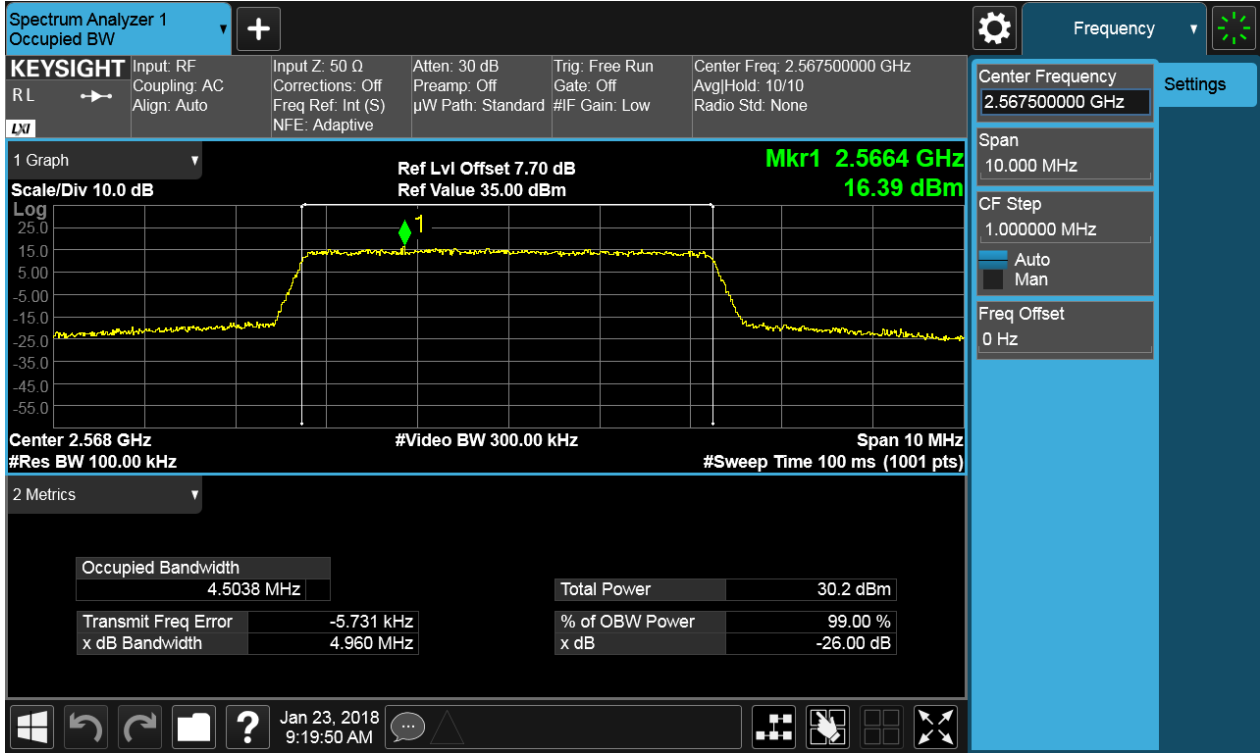 Spectrum Analyzer 1
Occupied BW
Frequency
KEYSIGHT
RL
LXI
Input: RF
Coupling: AC
Align: Auto
Input Z: 50 Ω
Corrections: Off
Freq Ref: Int (S)
NFE: Adaptive
Atten: 30 dB
Preamp: Off
µW Path: Standard
Trig: Free Run
Gate: Off
#IF Gain: Low
Center Freq: 2.567500000 GHz
Avg|Hold: 10/10
Radio Std: None
Center Frequency
2.567500000 GHz
Settings
Span
10.000 MHz
CF Step
1.000000 MHz
Auto
Man
Freq Offset
0 Hz
1 Graph
Scale/Div 10.0 dB
Ref Lvl Offset 7.70 dB
Ref Value 35.00 dBm
Mkr1 2.5664 GHz
16.39 dBm
Log
25.0
15.0
5.00
-5.00
-15.0
-25.0
-35.0
-45.0
-55.0
1
Center 2.568 GHz
#Video BW 300.00 kHz
Span 10 MHz
#Res BW 100.00 kHz
#Sweep Time 100 ms (1001 pts)
2 Metrics
Occupied Bandwidth
4.5038 MHz
Total Power 30.2 dBm
Transmit Freq Error -5.731 kHz
% of OBW Power 99.00 %
x dB Bandwidth 4.960 MHz
x dB -26.00 dB
?
Jan 23, 2018
9:19:50 AM